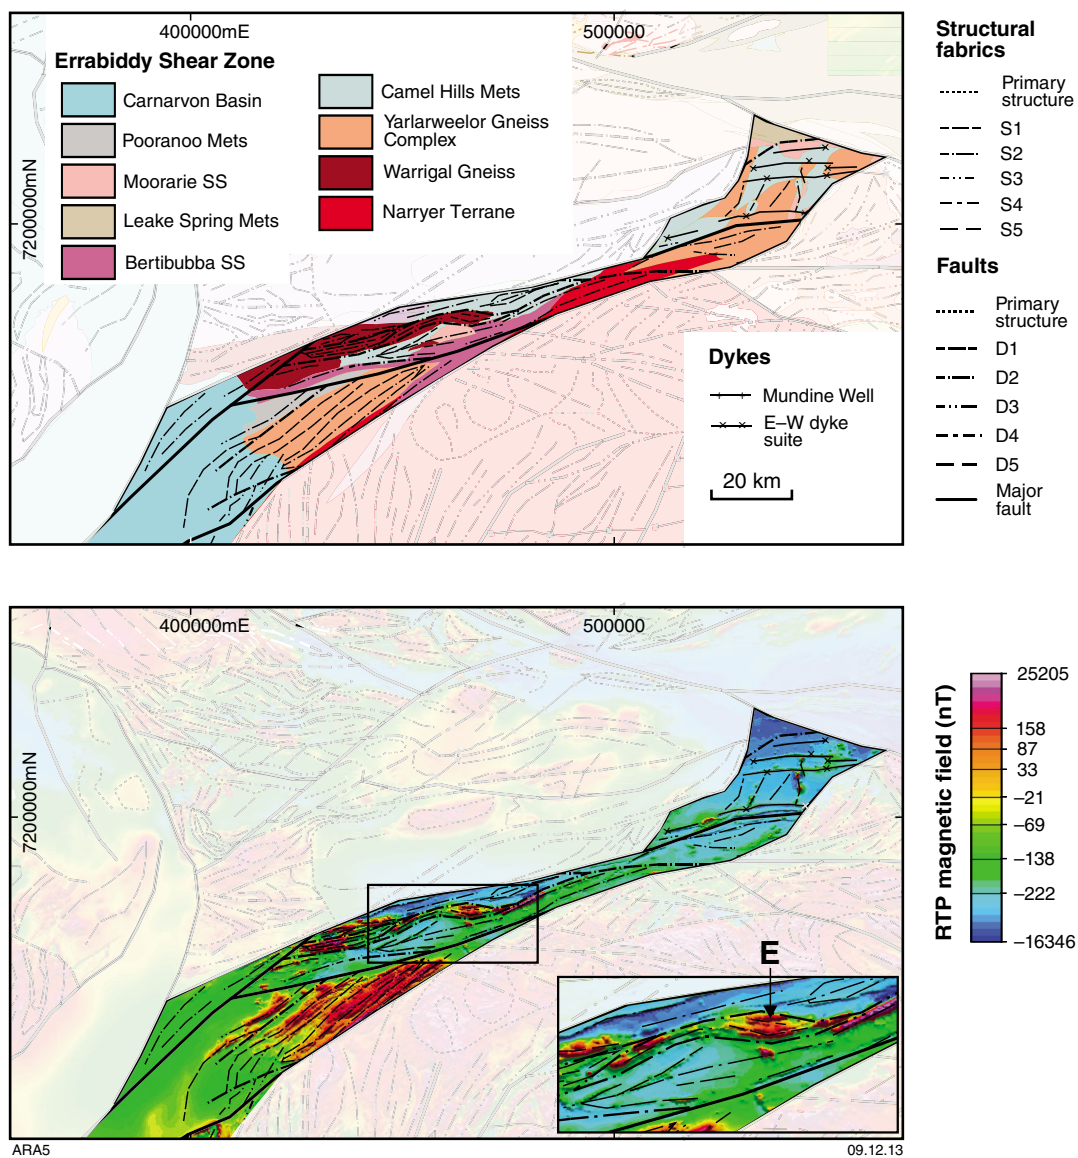 400000mE
500000
7200000mN
Errabiddy Shear Zone
Carnarvon Basin
Pooranoo Mets
Moorarie SS
Leake Spring Mets
Bertibubba SS
Camel Hills Mets
Yarlarweelor Gneiss
Complex
Warrigal Gneiss
Narryer Terrane
Dykes
Mundine Well
E–W dyke
suite
20 km
Structural
fabrics
Primary
structure
S1
S2
S3
S4
S5
Faults
Primary
structure
D1
D2
D3
D4
D5
Major
fault
400000mE
500000
7200000mN
E
RTP magnetic field (nT)
25205
158
87
33
–21
–69
–138
–222
–16346
ARA5
09.12.13